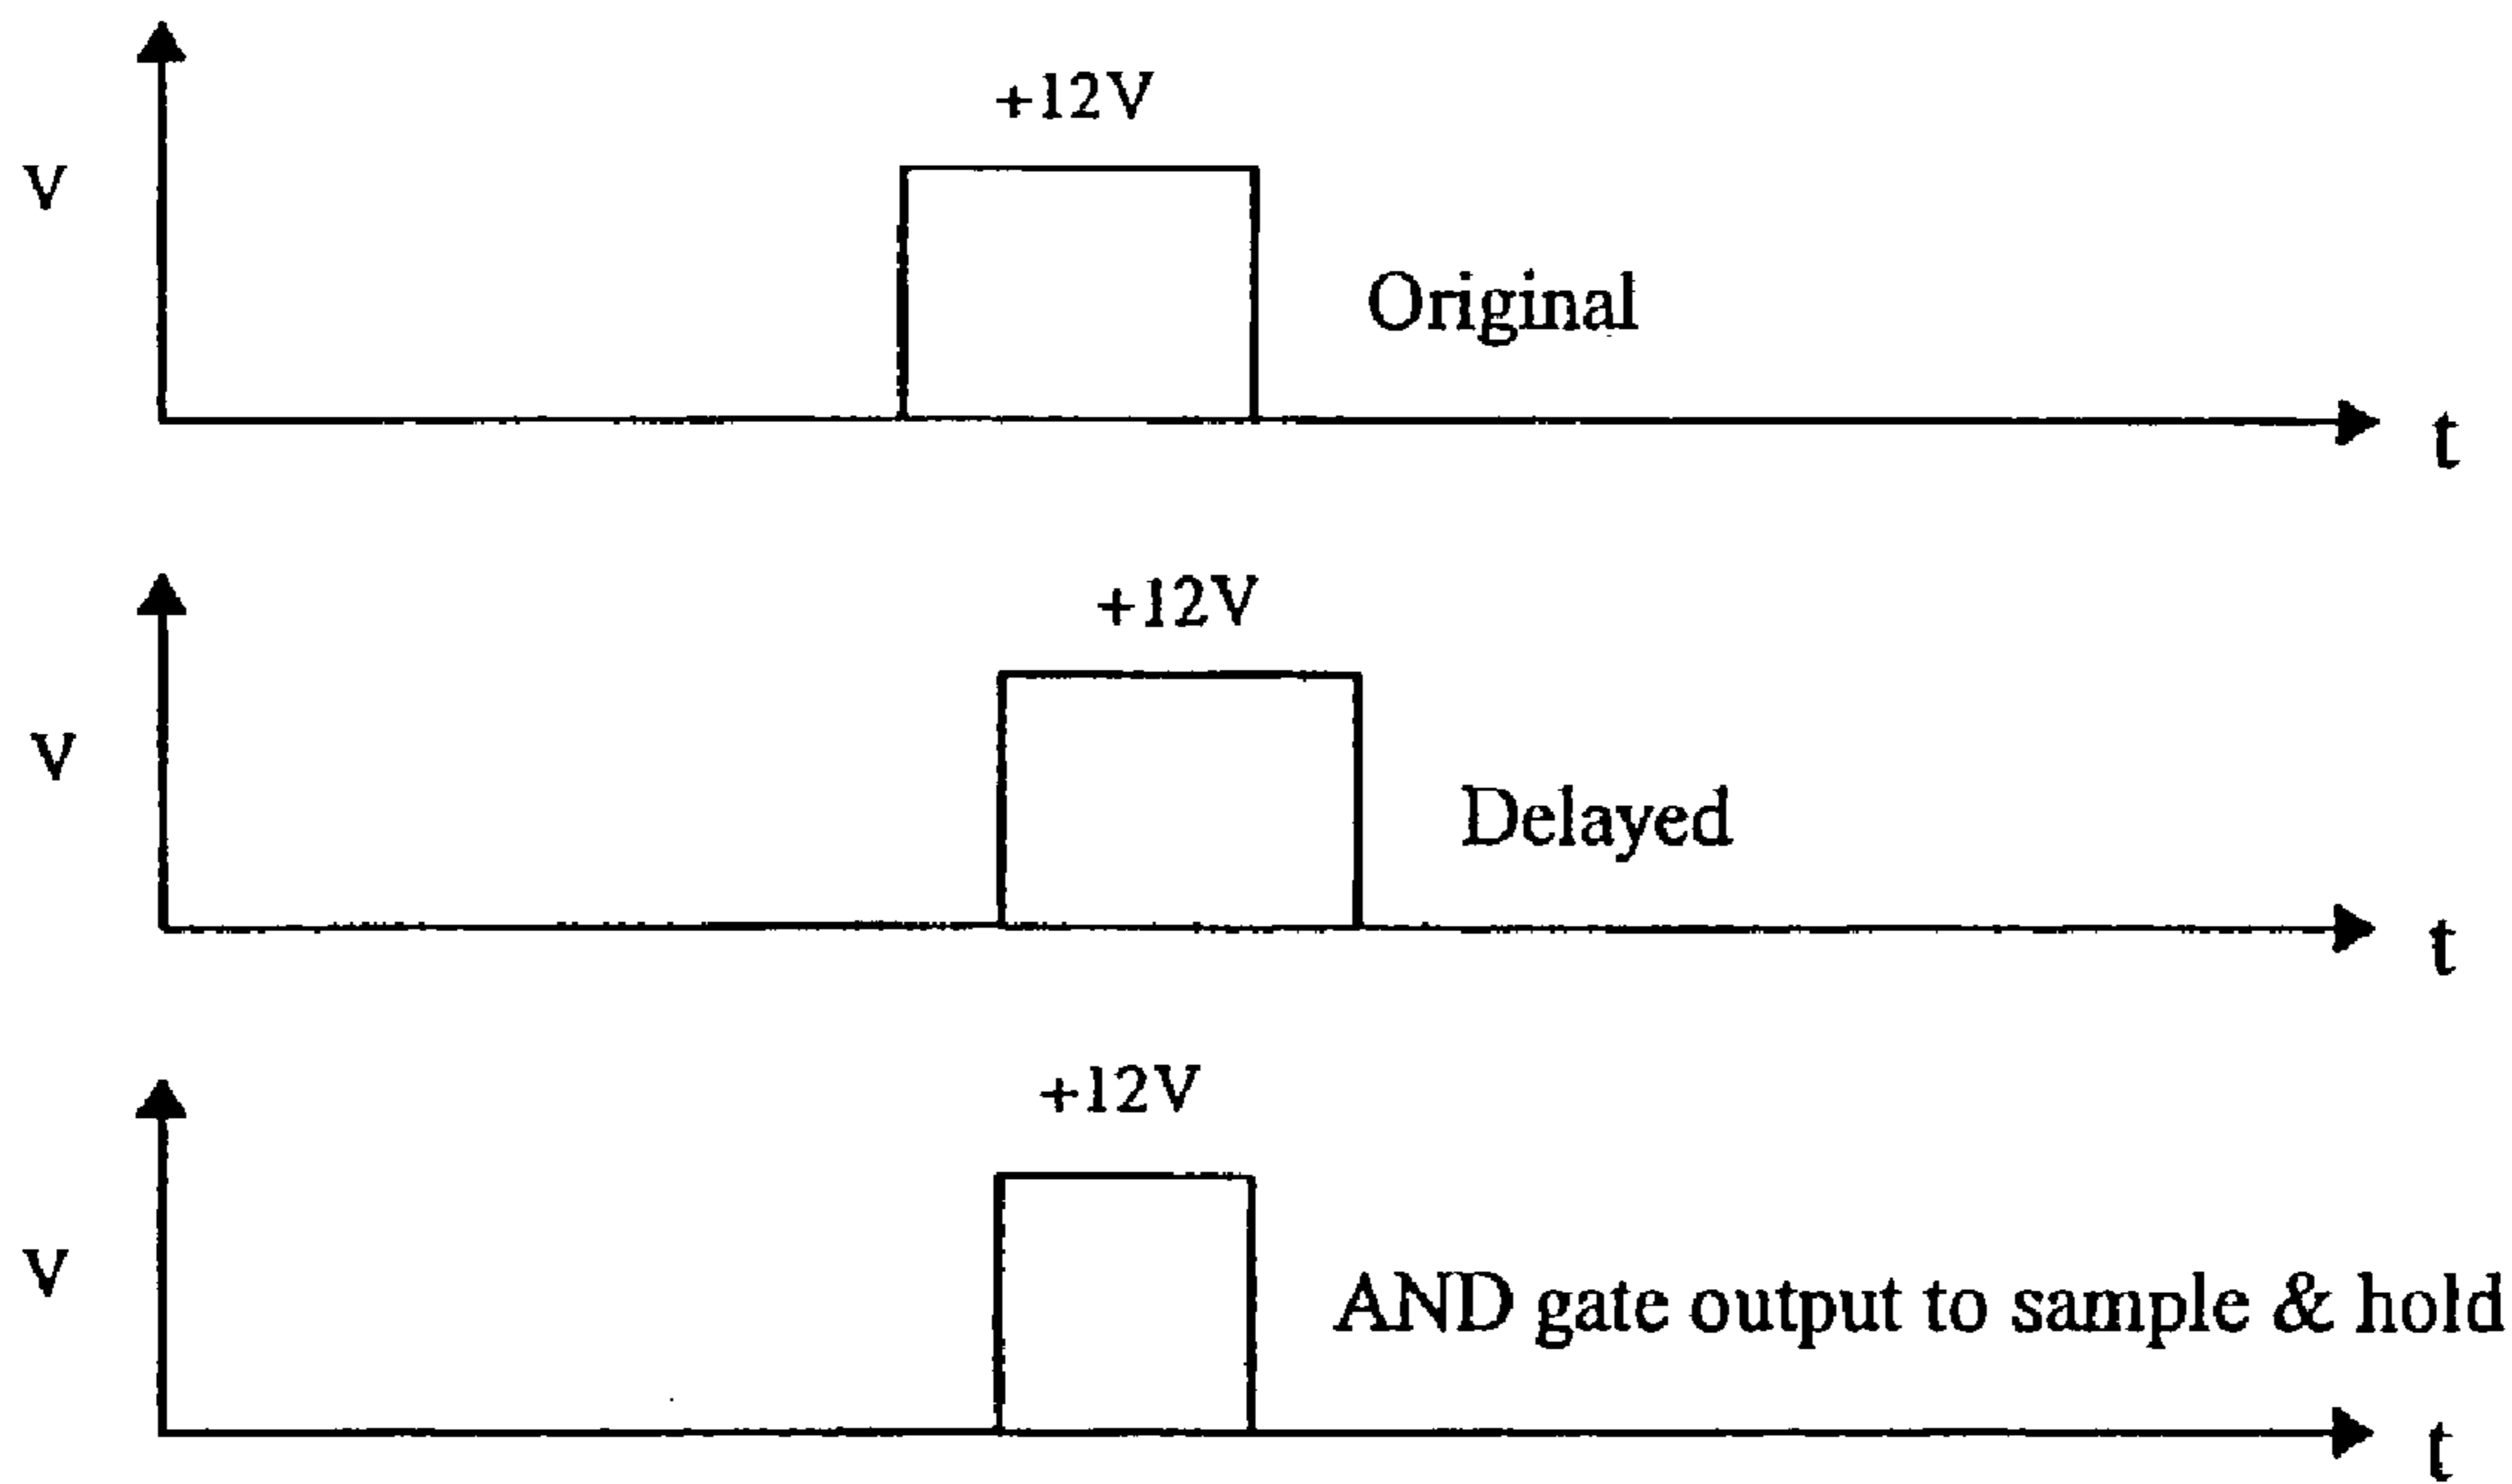 +12V
V
Original
t
+12V
V
Delayed
t
+12V
V
AND gate output to sample & hold
t